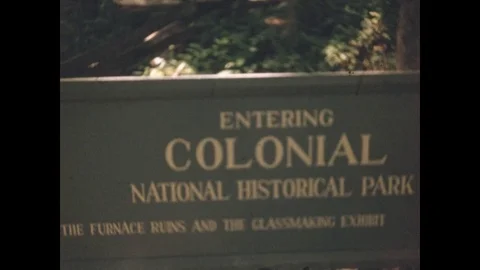 ENTERING
COLONIAL
NATIONAL HISTORICAL PARK
THE FURNACE RUINS AND THE GLASSMAKING EXHIBIT